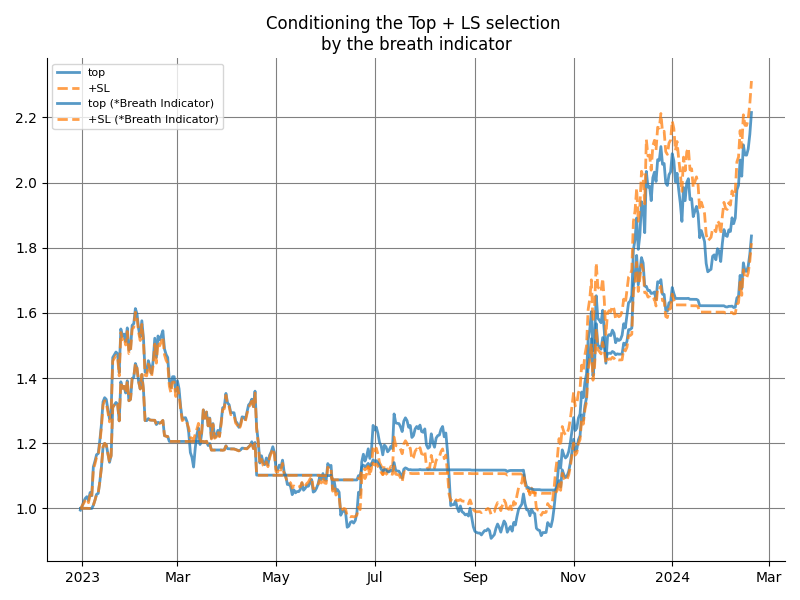 Conditioning the Top + LS selection
by the breath indicator
top
+SL
top (*Breath Indicator)
+SL (*Breath Indicator)
2.2
2.0
1.8
1.6
1.4
1.2
1.0
2023 Mar May Jul Sep Nov 2024 Mar